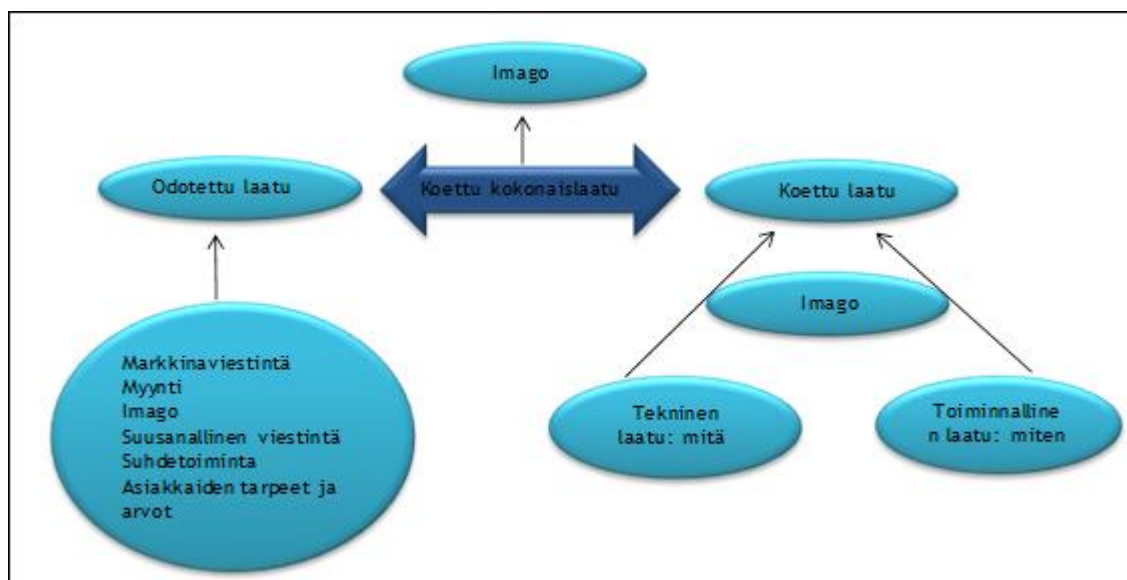 Imago
Odotettu laatu
Koettu kokonaislaatu
Koettu laatu
Imago
Markkinaviestintä
Myynti
Imago
Suusanallinen viestintä
Suhdetoiminta
Asiakkaiden tarpeet ja
arvot
Tekninen
laatu: mitä
Toiminnalline
n laatu: miten